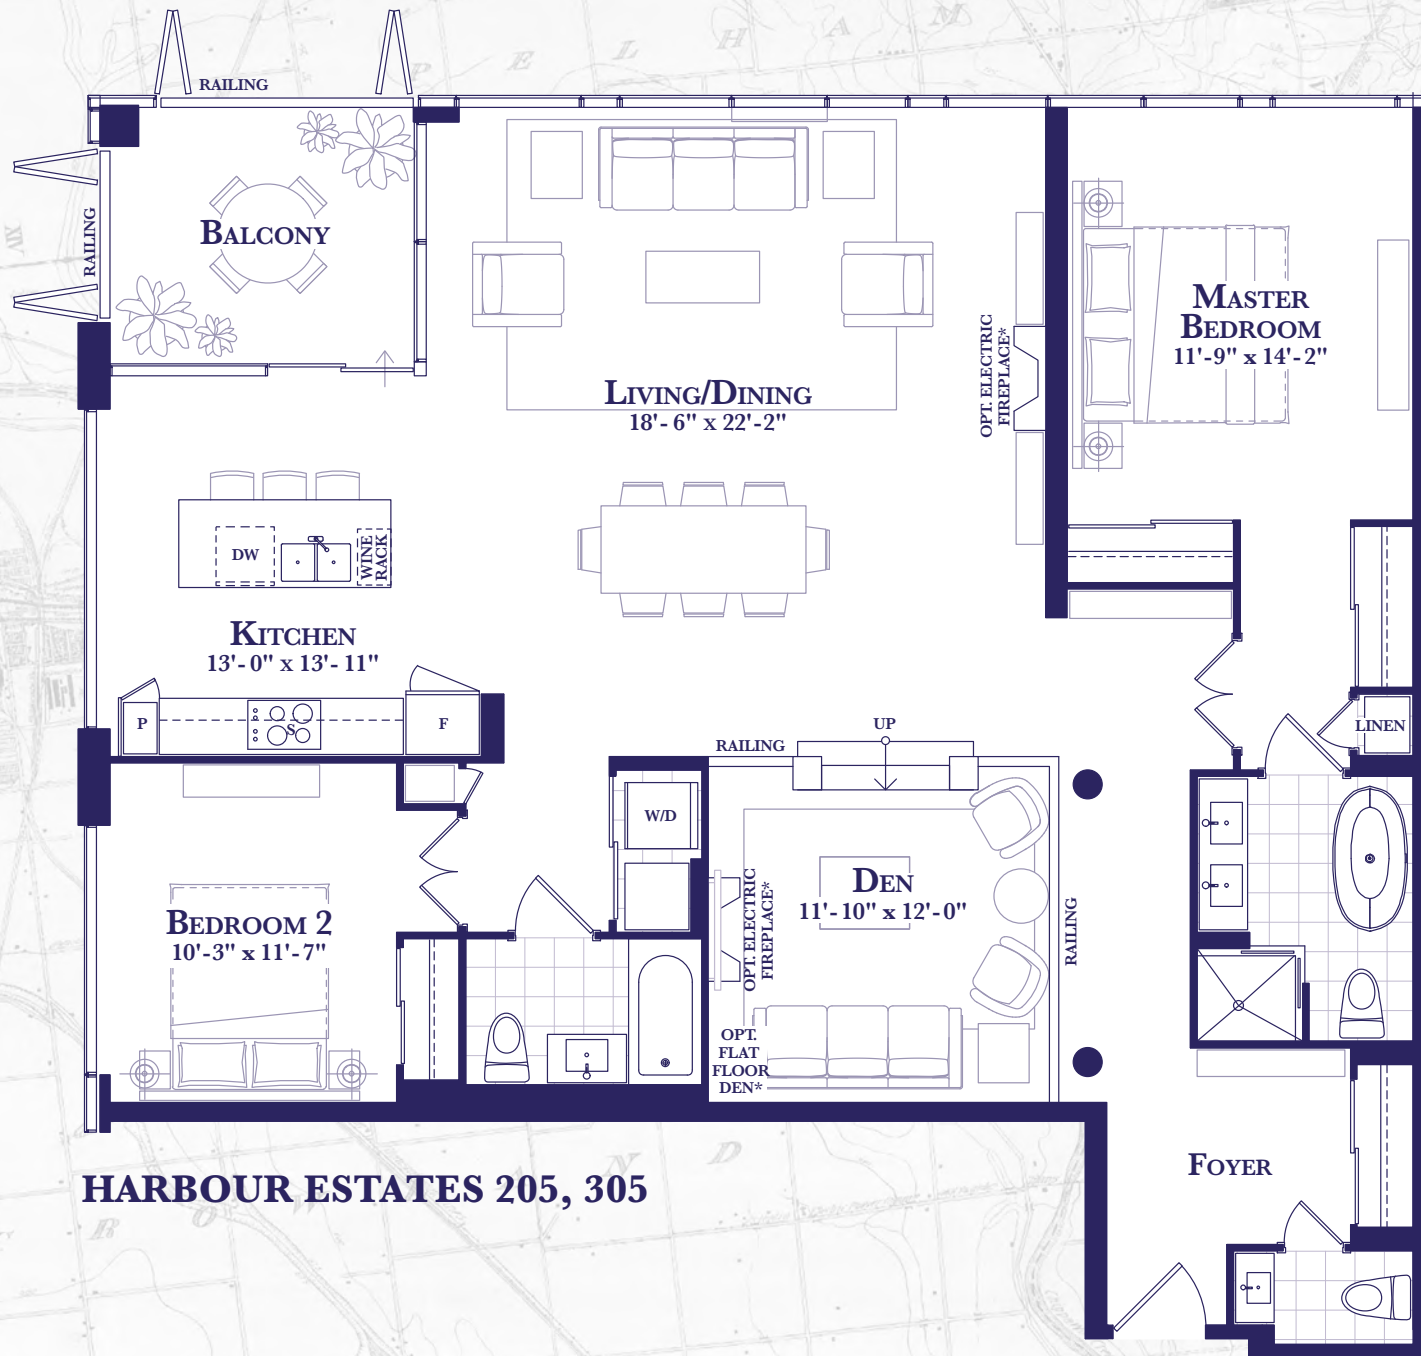 P E L H A M
RAILING
RAILING
BALCONY
MASTER
BEDROOM
11'-9" x 14'-2"
OPT. ELECTRIC
FIREPLACE*
LIVING/DINING
18'- 6" x 22'-2"
DW
WINE
RACK
KITCHEN
13'- 0" x 13'- 11"
P
S
F
LINEN
UP
RAILING
W/D
DEN
11'- 10" x 12'- 0"
OPT. ELECTRIC
FIREPLACE*
RAILING
BEDROOM 2
10'-3" x 11'-7"
OPT.
FLAT
FLOOR
DEN*
FOYER
HARBOUR ESTATES 205, 305